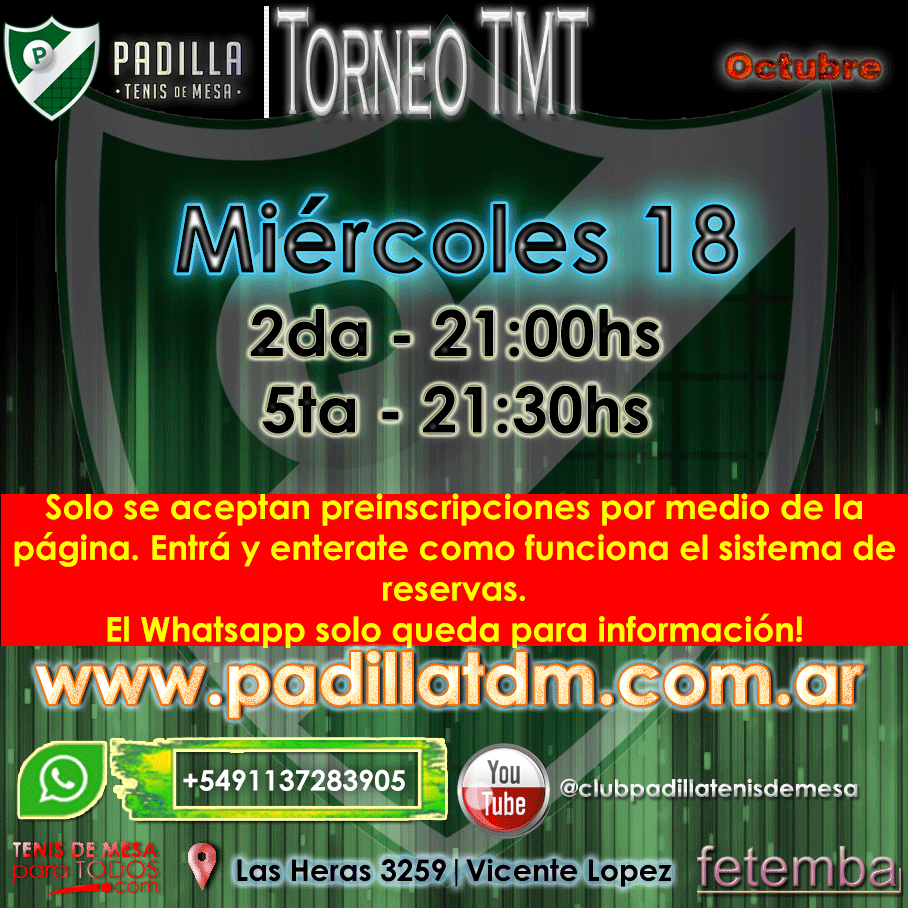 P
PADILLA
·TENIS DE MESA·
TORNEO TMT
Octubre
Miércoles 18
2da - 21:00hs
5ta - 21:30hs
Solo se aceptan preinscripciones por medio de la
página. Entrá y enterate como funciona el sistema de
reservas.
El Whatsapp solo queda para información!
www.padillatdm.com.ar
+5491137283905
You
Tube
@clubpadillatenisdemesa
TENIS DE MESA
para TODOS
.com
Las Heras 3259|Vicente Lopez
fetemba